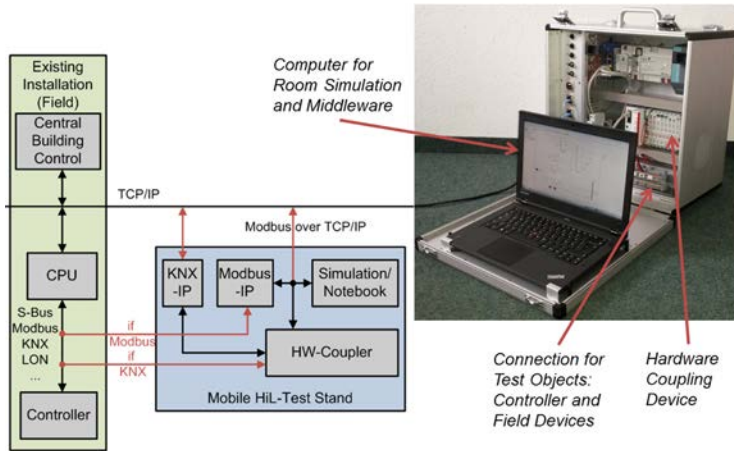 Existing
Installation
(Field)
Central
Building
Control
TCP/IP
Modbus over TCP/IP
CPU
KNX
-IP
Modbus
-IP
Simulation/
Notebook
S-Bus
Modbus
KNX
LON
...
if
Modbus
if
KNX
HW-Coupler
Controller
Mobile HiL-Test Stand
Computer for
Room Simulation
and Middleware
Connection for
Test Objects:
Controller and
Field Devices
Hardware
Coupling
Device